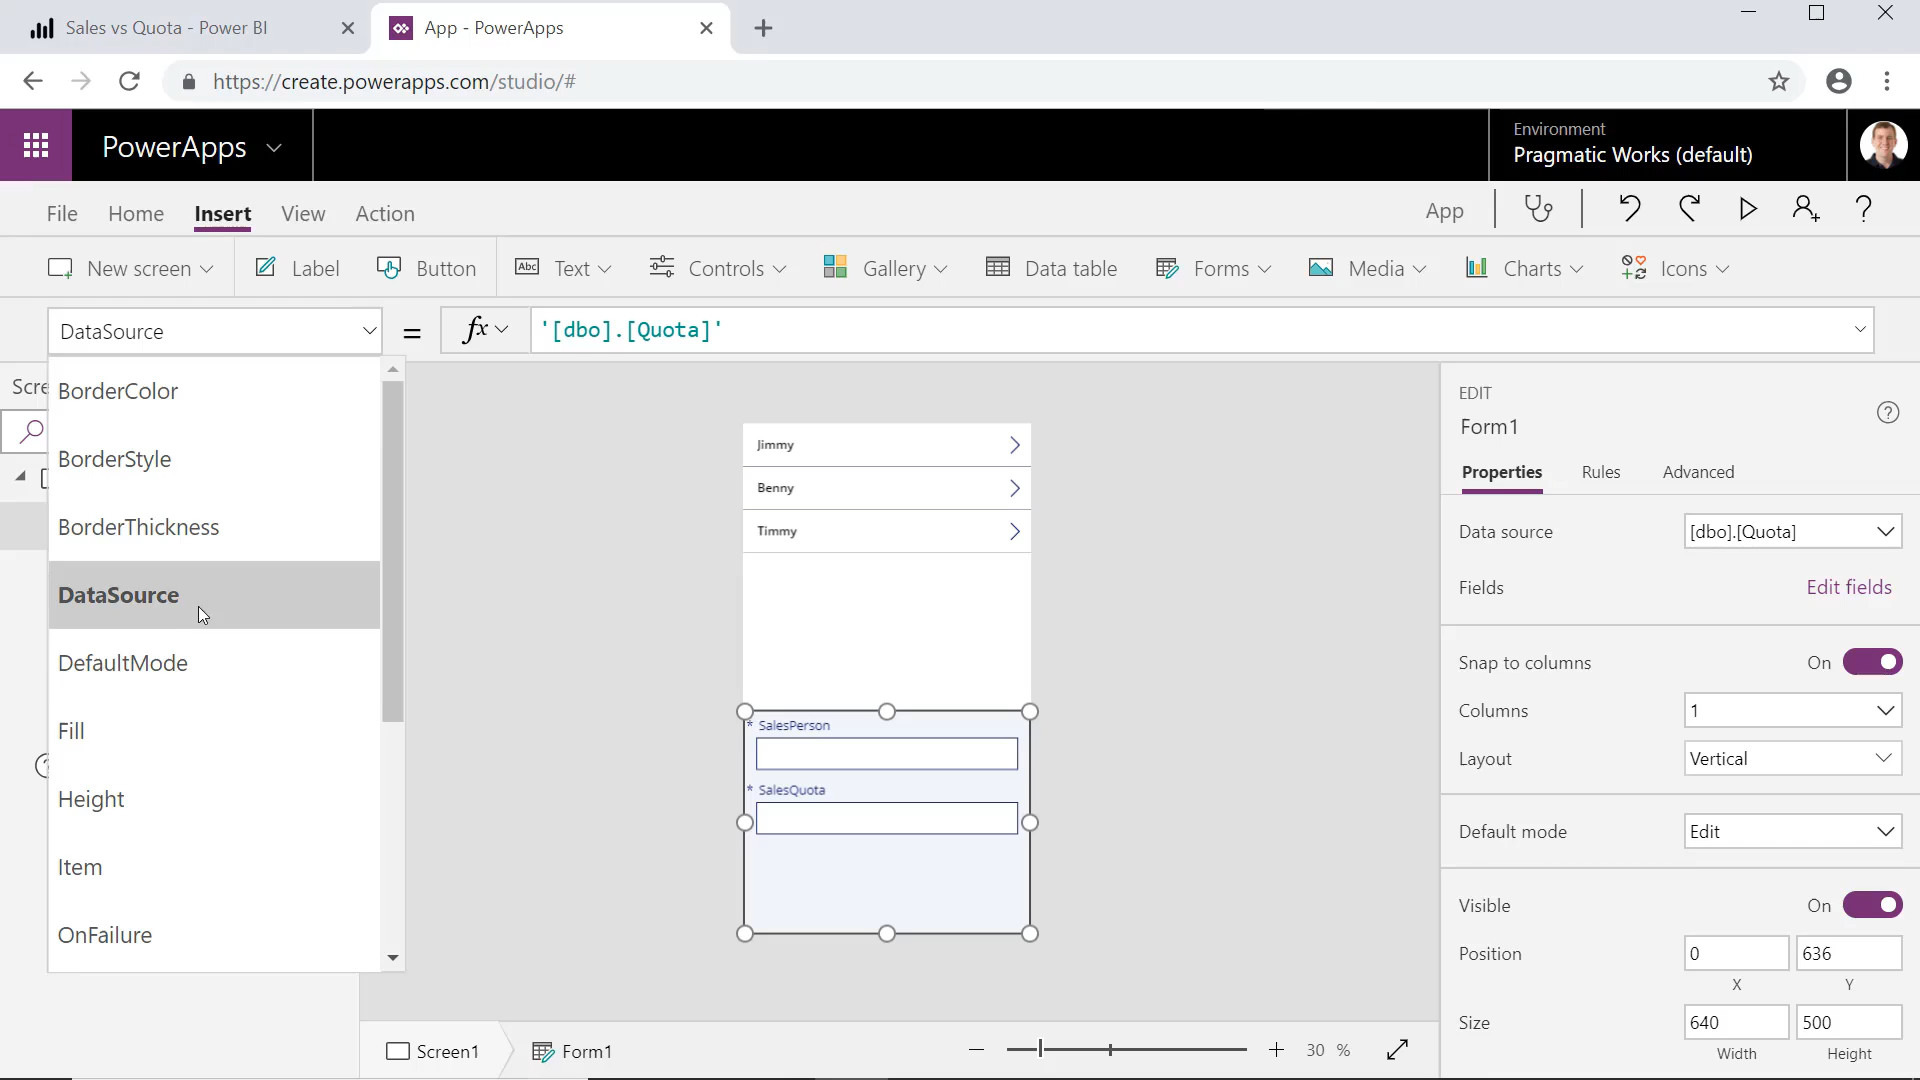 Sales vs Quota - Power BI
App - PowerApps
https://create.powerapps.com/studio/#
PowerApps
Environment
Pragmatic Works (default)
File Home Insert View Action
App
New screen Label Button Abc Text Controls Gallery Data table Forms Media Charts Icons
DataSource = fx '[dbo].[Quota]'
Scre
BorderColor
BorderStyle
BorderThickness
DataSource
DefaultMode
Fill
Height
Item
OnFailure
Jimmy
Benny
Timmy
* SalesPerson
* SalesQuota
EDIT
Form1
Properties Rules Advanced
Data source [dbo].[Quota]
Fields Edit fields
Snap to columns On
Columns 1
Layout Vertical
Default mode Edit
Visible On
Position 0 636
X Y
Size 640 500
Width Height
Screen1 Form1
30 %